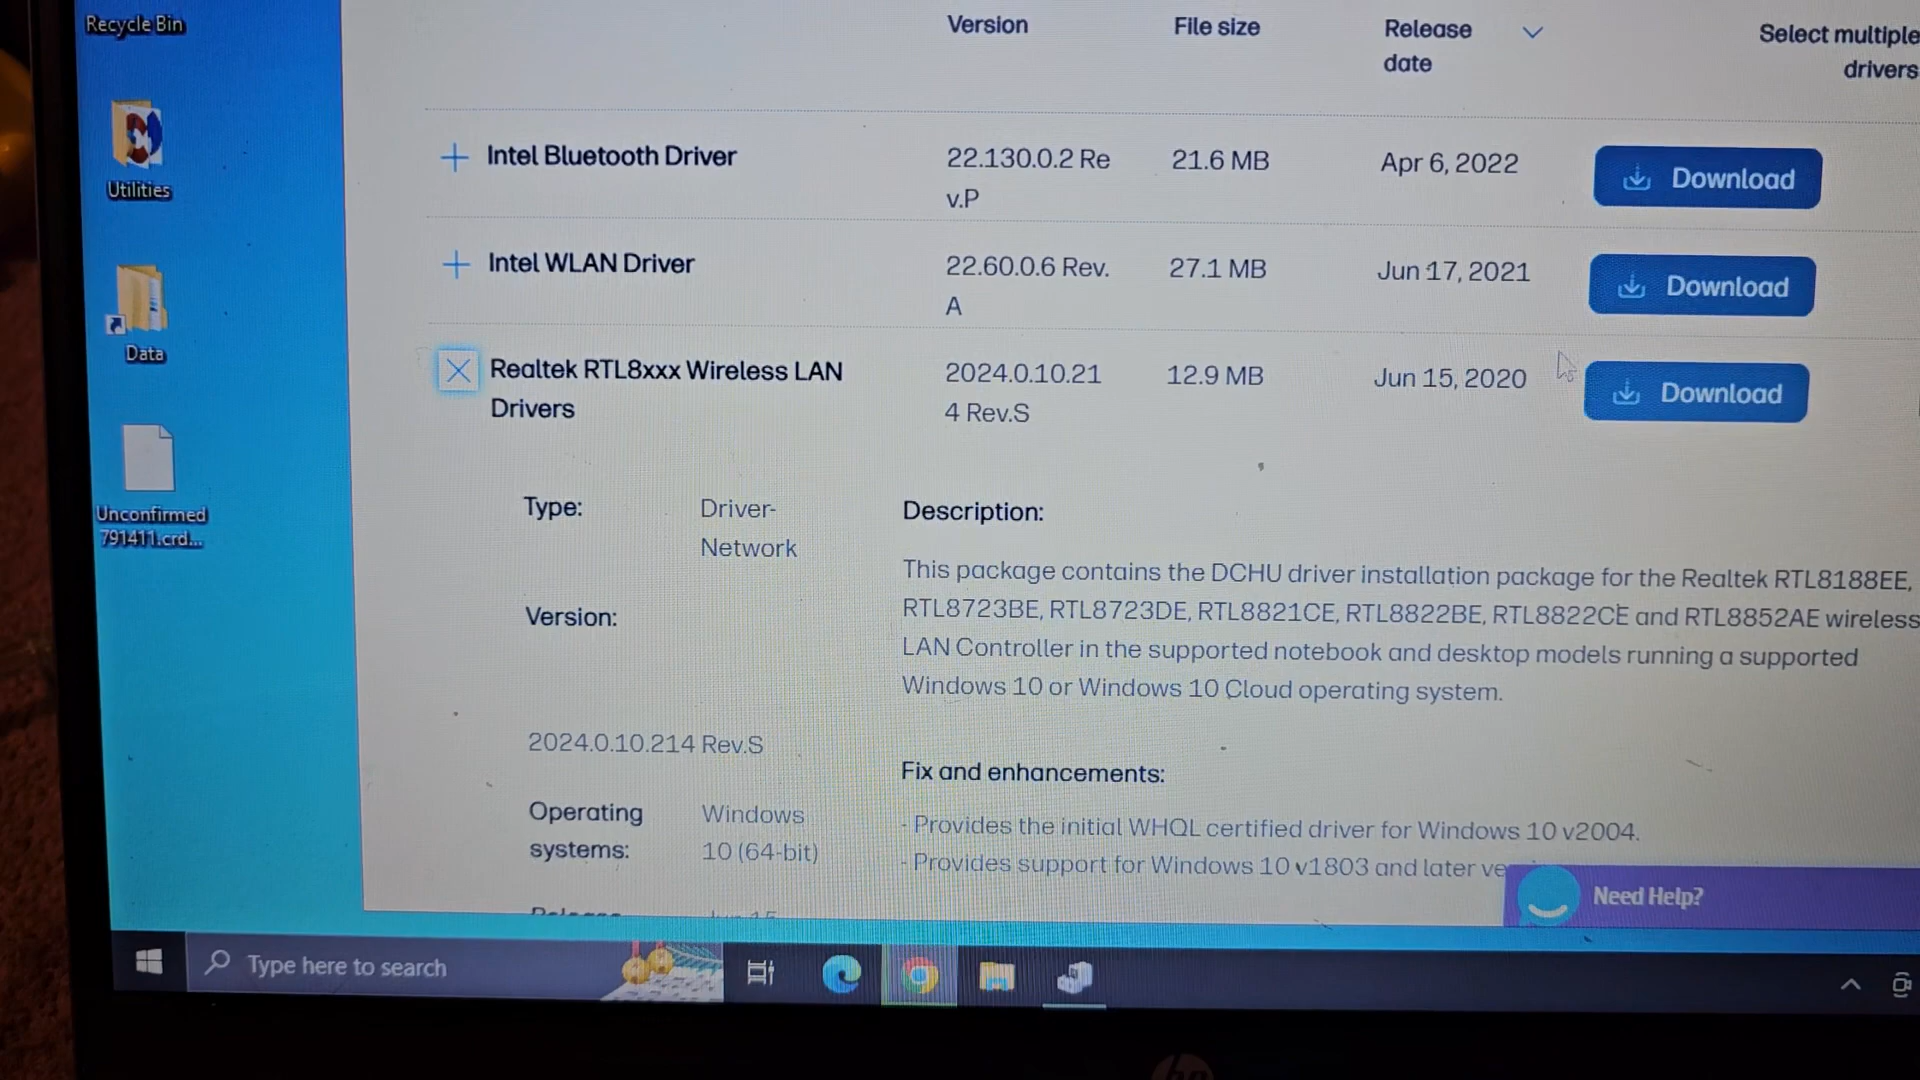 Recycle Bin
Version
File size
Release
date
Select multiple
drivers
Intel Bluetooth Driver
22.130.0.2 Re
v.P
21.6 MB
Apr 6, 2022
Download
Utilities
Intel WLAN Driver
22.60.0.6 Rev.
A
27.1 MB
Jun 17, 2021
Download
Data
Realtek RTL8xxx Wireless LAN
Drivers
2024.0.10.21
4 Rev.S
12.9 MB
Jun 15, 2020
Download
Unconfirmed
791411.crd...
Type:
Driver-
Network
Description:
This package contains the DCHU driver installation package for the Realtek RTL8188EE,
RTL8723BE, RTL8723DE, RTL8821CE, RTL8822BE, RTL8822CE and RTL8852AE wireless
LAN Controller in the supported notebook and desktop models running a supported
Windows 10 or Windows 10 Cloud operating system.
Version:
2024.0.10.214 Rev.S
Fix and enhancements:
- Provides the initial WHQL certified driver for Windows 10 v2004.
- Provides support for Windows 10 v1803 and later ve
Operating
systems:
Windows
10 (64-bit)
Need Help?
Type here to search
hp